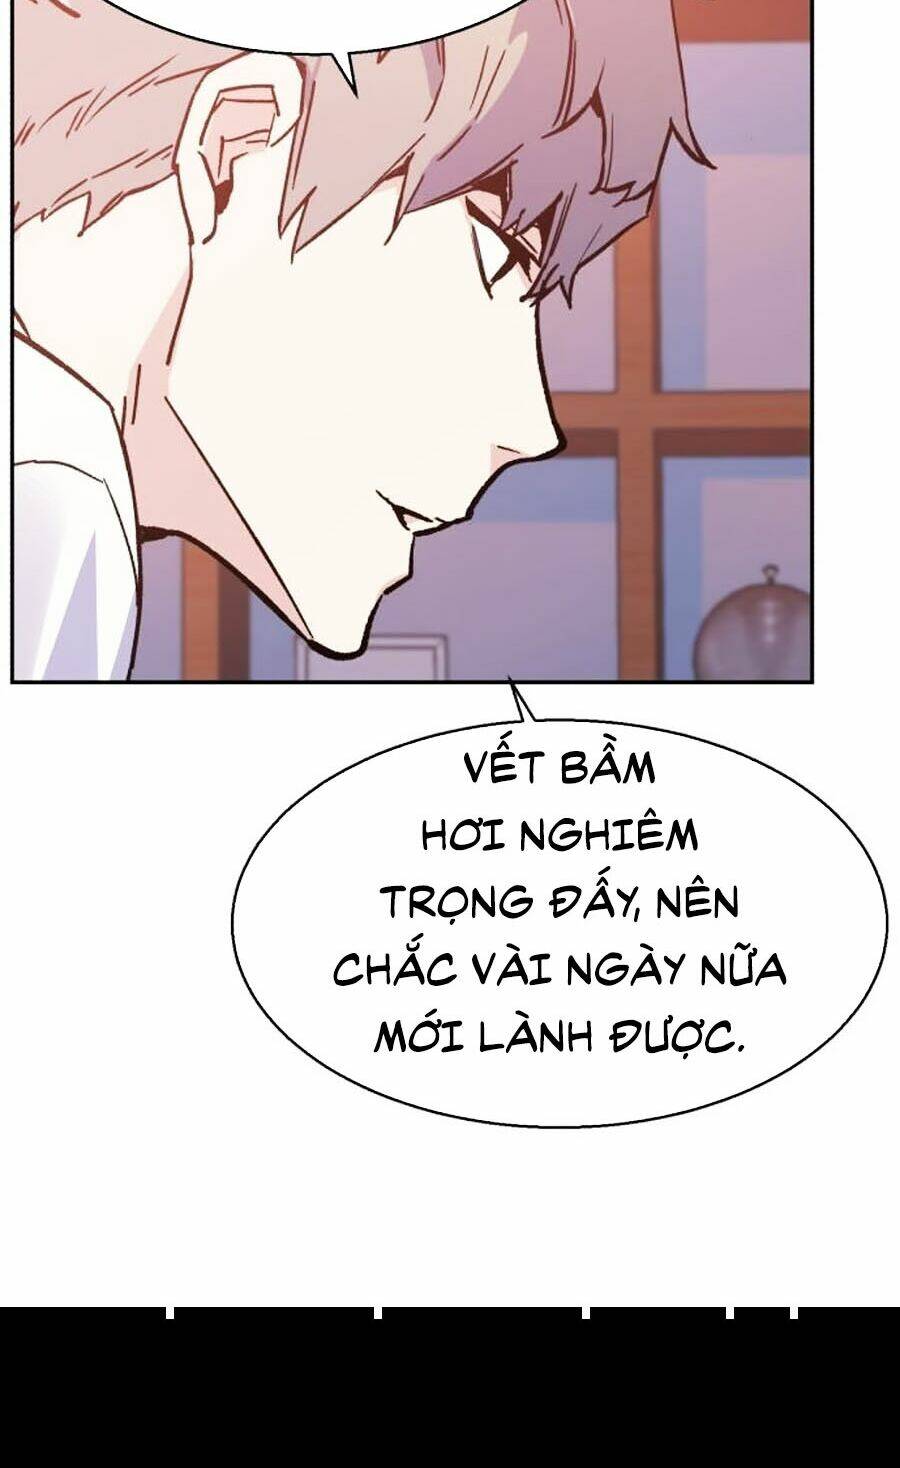 VẾT BẦM
HƠI NGHIÊM
TRỌNG ĐẤY, NÊN
CHẮC VÀI NGÀY NỮA
MỚI LÀNH ĐƯỢC.